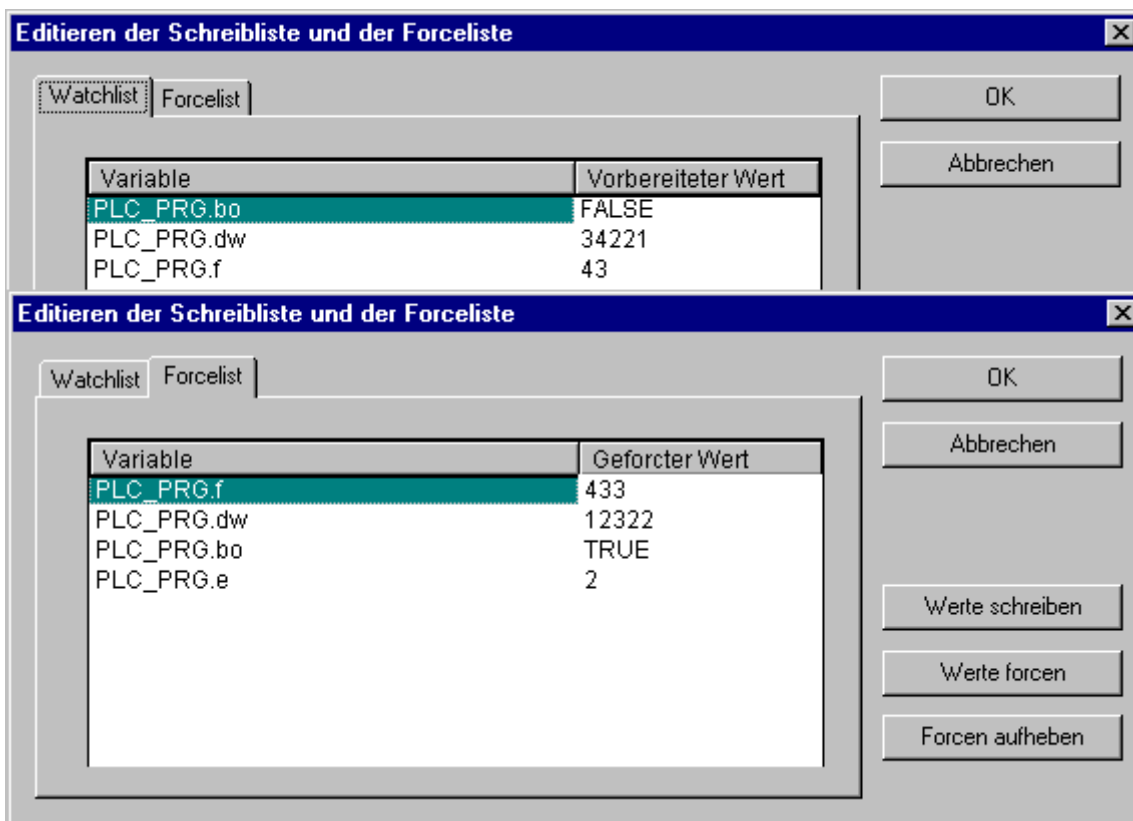 Editieren der Schreibliste und der Forceliste
Watchlist Forcelist
OK
Abbrechen
Variable Vorbereiteter Wert
PLC_PRG.bo FALSE
PLC_PRG.dw 34221
PLC_PRG.f 43
Editieren der Schreibliste und der Forceliste
Watchlist Forcelist
OK
Abbrechen
Variable Geforcter Wert
PLC_PRG.f 433
PLC_PRG.dw 12322
PLC_PRG.bo TRUE
PLC_PRG.e 2
Werte schreiben
Werte forcen
Forcen aufheben